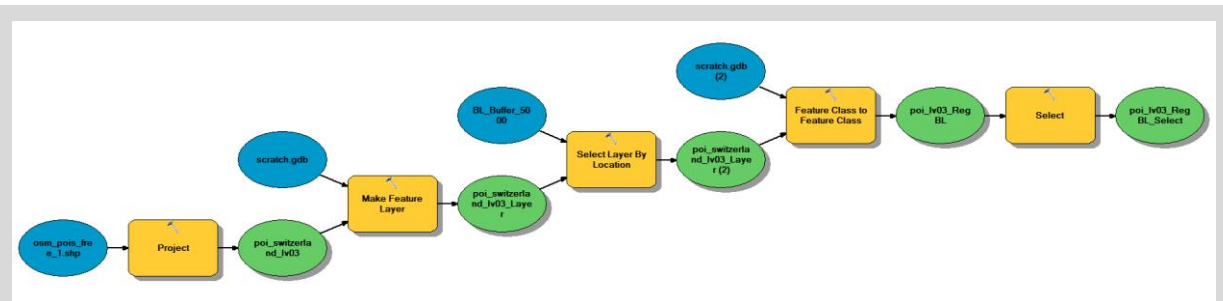 osm_pois_fre
e_1.shp
Project
poi_switzerla
nd_lv03
scratch.gdb
Make Feature
Layer
poi_switzerla
nd_lv03_Laye
r
BL_Buffer_50
00
Select Layer By
Location
poi_switzerla
nd_lv03_Laye
r (2)
scratch.gdb
(2)
Feature Class to
Feature Class
poi_lv03_Reg
BL
Select
poi_lv03_Reg
BL_Select